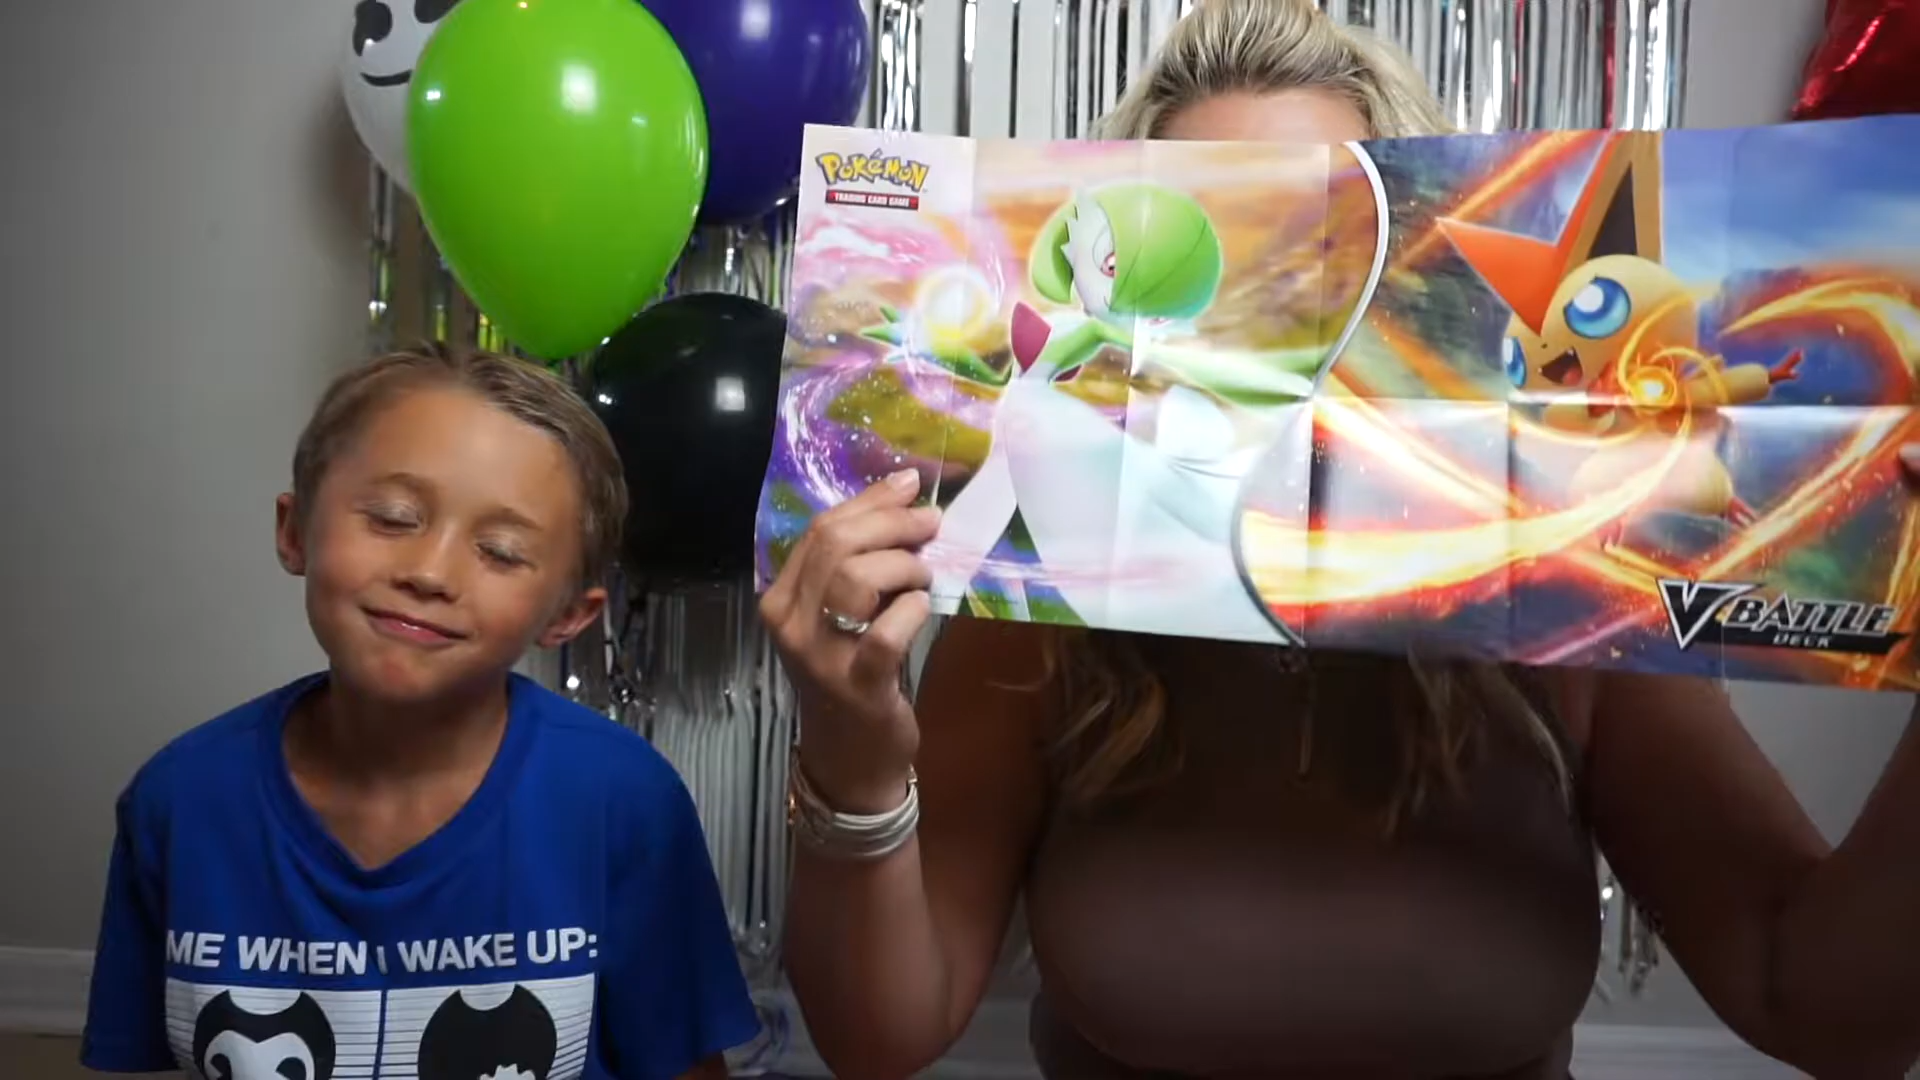 POKéMON
TRADING CARD GAME
V BATTLE
DECK
ME WHEN I WAKE UP: